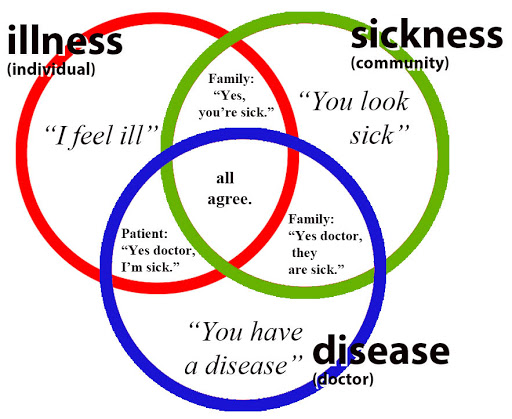 illness
(individual)
sickness
(community)
Family:
“Yes,
you’re sick.”
“I feel ill”
“You look
sick”
all
agree.
Patient:
“Yes doctor,
I’m sick.”
Family:
“Yes doctor,
they
are sick.”
“You have
a disease”
disease
(doctor)